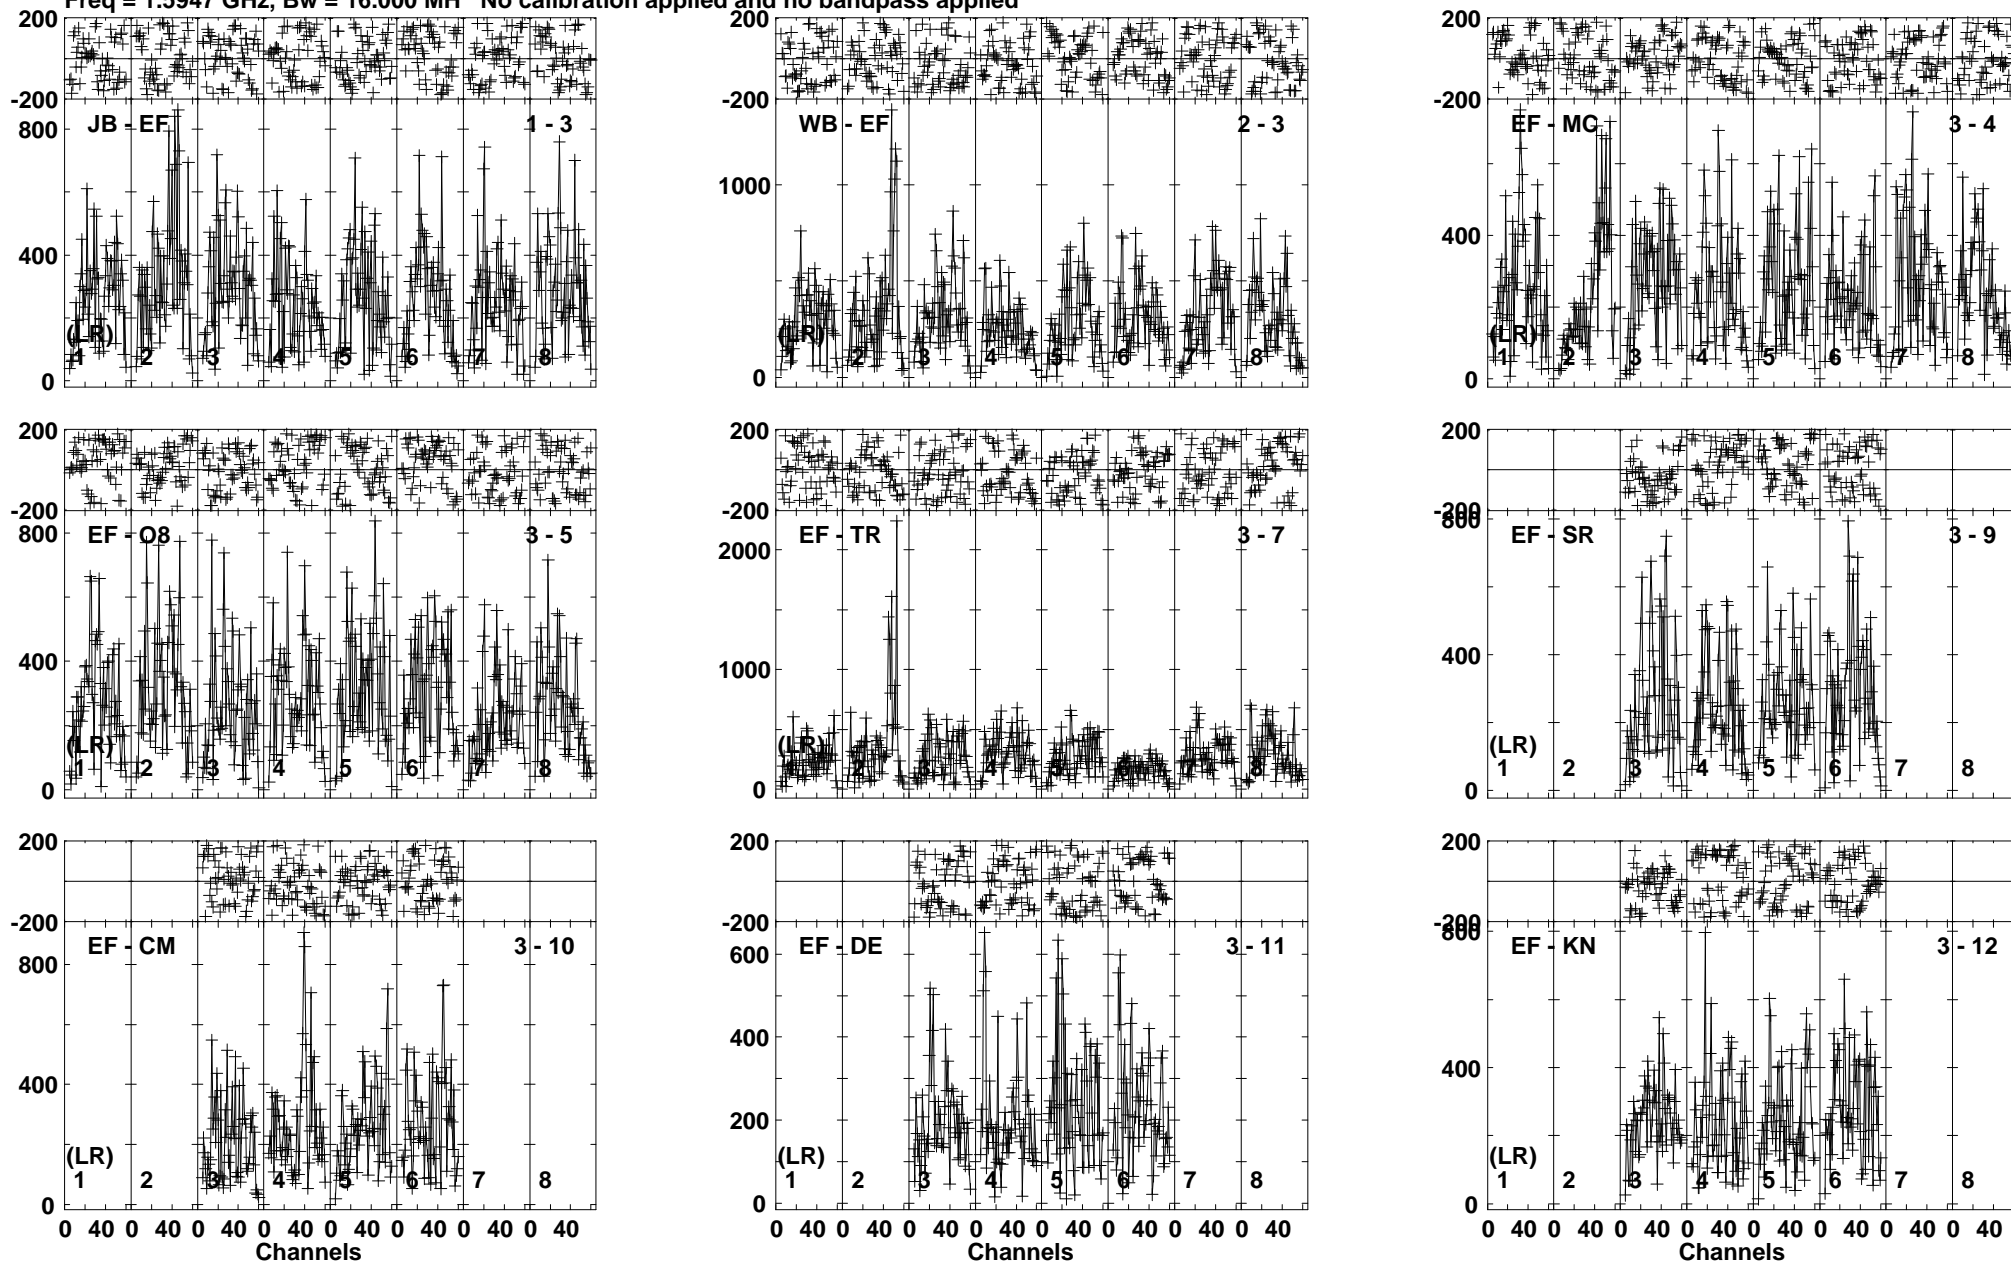 Freq = 1.5947 GHz, Bw = 16.000 MH No calibration applied and no bandpass applied
200
-200
JB - EF
1 - 3
800
400
0
(LR)
1 2 3 4 5 6 7 8
200
-200
WB - EF
2 - 3
1000
0
(LR)
1 2 3 4 5 6 7 8
200
-200
EF - MC
3 - 4
400
0
(LR)
1 2 3 4 5 6 7 8
200
-200
EF - O8
3 - 5
800
400
0
(LR)
1 2 3 4 5 6 7 8
200
-200
EF - TR
3 - 7
2000
1000
0
(LR)
1 2 3 4 5 6 7 8
200
-200
800
EF - SR
3 - 9
400
0
(LR)
1 2 3 4 5 6 7 8
200
-200
EF - CM
3 - 10
800
400
0
(LR)
1 2 3 4 5 6 7 8
0 40 0 40 0 40 0 40 0 40 0 40 0 40 0 40
Channels
200
-200
EF - DE
3 - 11
600
400
200
0
(LR)
1 2 3 4 5 6 7 8
0 40 0 40 0 40 0 40 0 40 0 40 0 40 0 40
200
-200
800
EF - KN
3 - 12
400
0
(LR)
1 2 3 4 5 6 7 8
0 40 0 40 0 40 0 40 0 40 0 40 0 40 0 40
Channels